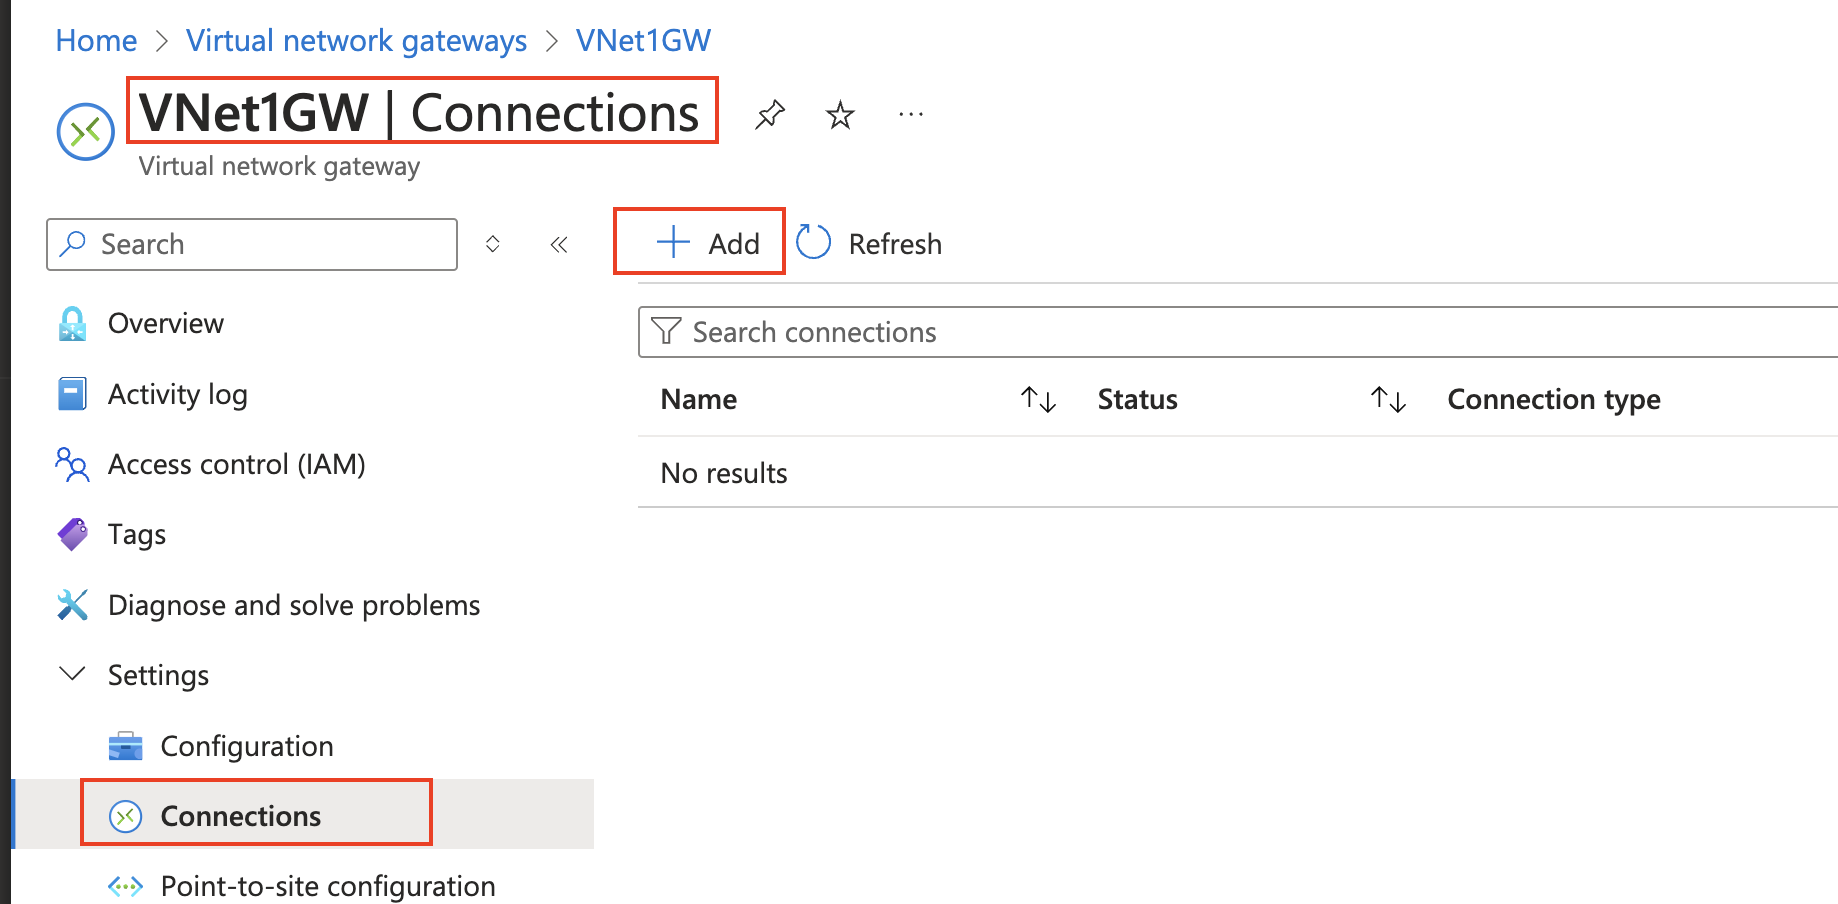 Home > Virtual network gateways > VNet1GW
VNet1GW | Connections
Virtual network gateway
Search
Add
Refresh
Overview
Activity log
Access control (IAM)
Tags
Diagnose and solve problems
Settings
Configuration
Connections
Point-to-site configuration
Search connections
Name Status Connection type
No results